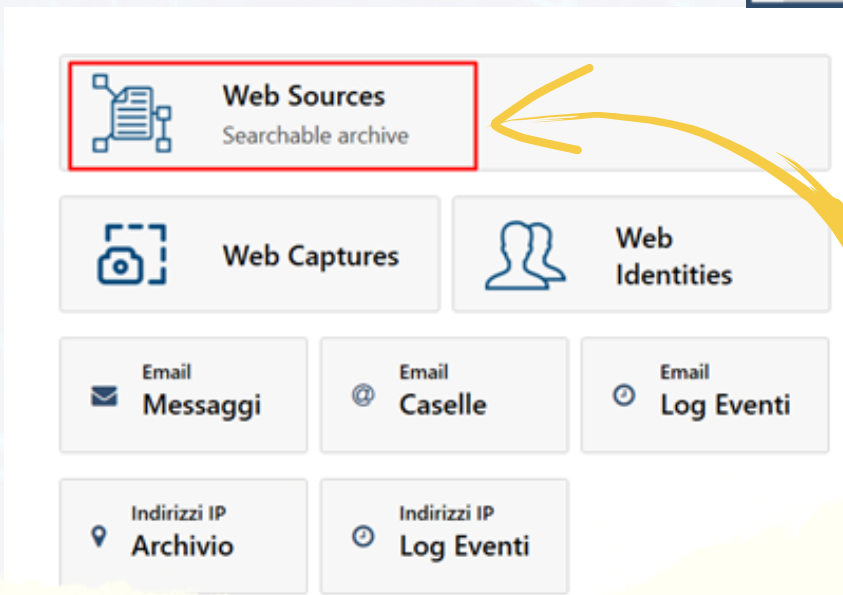 Web Sources
Searchable archive
Web Captures
Web
Identities
Email
Messaggi
Email
Caselle
Email
Log Eventi
Indirizzi IP
Archivio
Indirizzi IP
Log Eventi